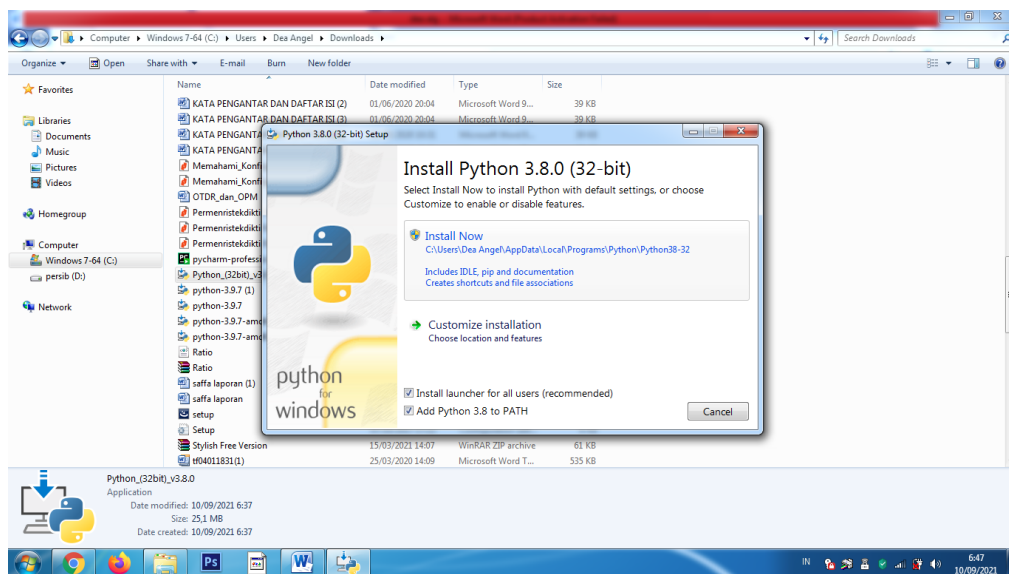 Computer ▸ Windows 7-64 (C:) ▸ Users ▸ Dea Angel ▸ Downloads ▸
Search Downloads
Organize Open Share with E-mail Burn New folder
Name Date modified Type Size
Favorites
Libraries
Documents
Music
Pictures
Videos
Homegroup
Computer
Windows 7-64 (C:)
persib (D:)
Network
KATA PENGANTAR DAN DAFTAR ISI (2) 01/06/2020 20:04 Microsoft Word 9... 39 KB
KATA PENGANTAR DAN DAFTAR ISI (3) 01/06/2020 20:04 Microsoft Word 9... 39 KB
KATA PENGANTA
KATA PENGANTA
Memahami_Konfi
Memahami_Konfi
OTDR_dan_OPM
Permenristekdikti
Permenristekdikti
Permenristekdikti
pycharm-professi
Python_(32bit)_v3
python-3.9.7 (1)
python-3.9.7
python-3.9.7-amd
python-3.9.7-amd
Ratio
Ratio
saffa laporan (1)
saffa laporan
setup
Setup
Stylish Free Version 15/03/2021 14:07 WinRAR ZIP archive 61 KB
tf04011831(1) 25/03/2020 14:09 Microsoft Word T... 535 KB
Python 3.8.0 (32-bit) Setup
Install Python 3.8.0 (32-bit)
Select Install Now to install Python with default settings, or choose
Customize to enable or disable features.
Install Now
C:\Users\Dea Angel\AppData\Local\Programs\Python\Python38-32
Includes IDLE, pip and documentation
Creates shortcuts and file associations
Customize installation
Choose location and features
Install launcher for all users (recommended)
Add Python 3.8 to PATH
Cancel
python
for
windows
Python_(32bit)_v3.8.0
Application
Date modified: 10/09/2021 6:37
Size: 25,1 MB
Date created: 10/09/2021 6:37
Ps
W
IN
6:47
10/09/2021